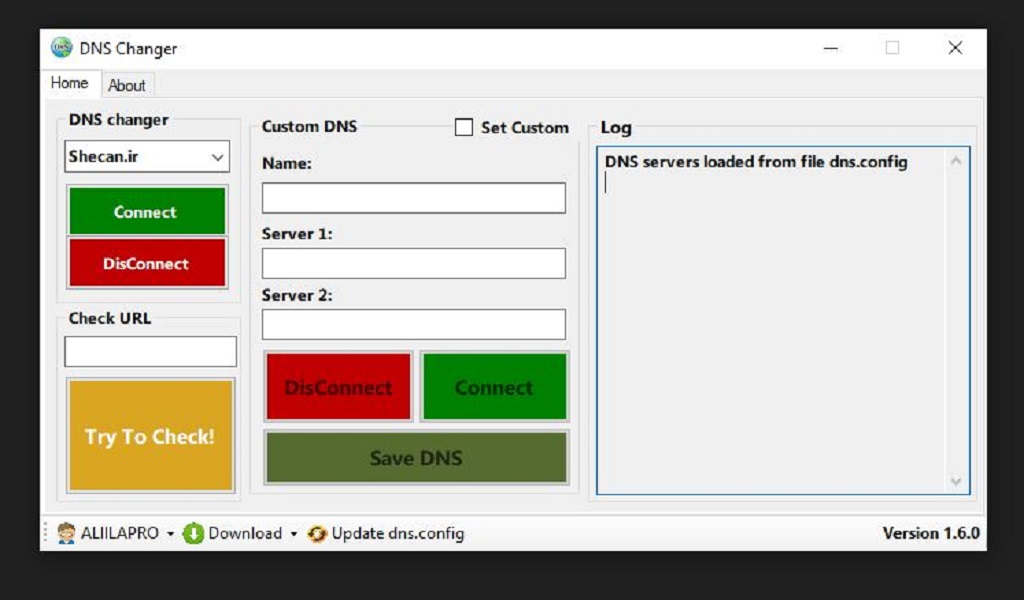 DNS Changer
Home
About
DNS changer
Shecan.ir
Connect
DisConnect
Check URL
Try To Check!
Custom DNS
Set Custom
Name:
Server 1:
Server 2:
DisConnect
Connect
Save DNS
Log
DNS servers loaded from file dns.config
ALIILAPRO
Download
Update dns.config
Version 1.6.0